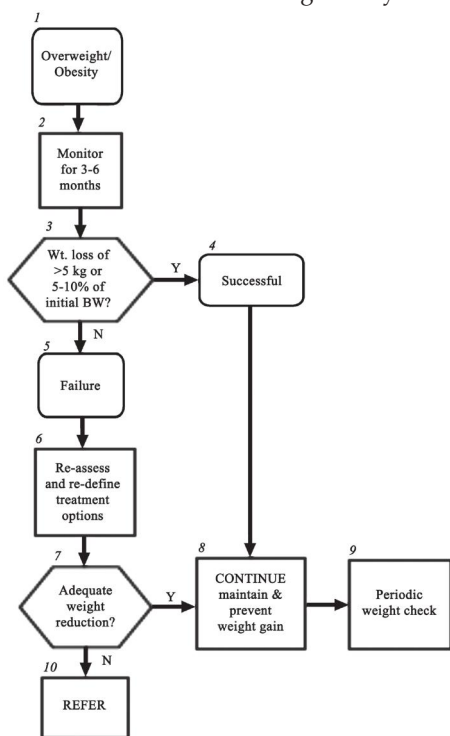 1
Overweight/
Obesity
2
Monitor
for 3-6
months
3
Wt. loss of
>5 kg or
5-10% of
initial BW?
Y
4
Successful
N
5
Failure
6
Re-assess
and re-define
treatment
options
7
Adequate
weight
reduction?
Y
8
CONTINUE
maintain &
prevent
weight gain
9
Periodic
weight check
N
10
REFER